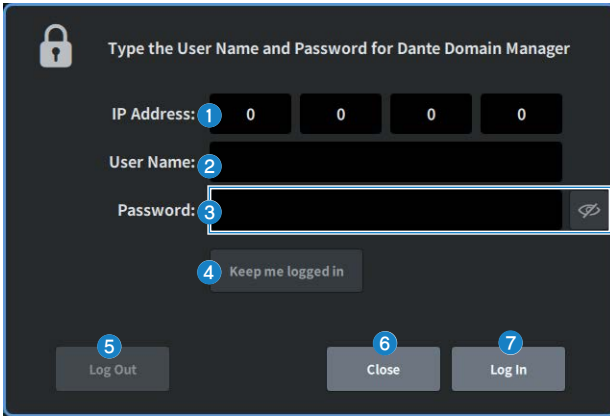 Type the User Name and Password for Dante Domain Manager
IP Address: 1 0 0 0 0
User Name: 2
Password: 3
4 Keep me logged in
5 6 7
Log Out Close Log In